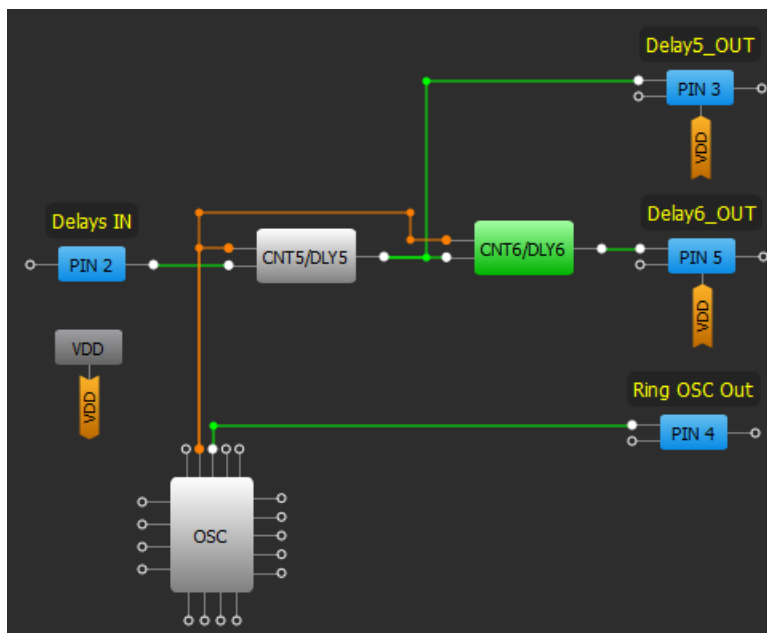 Delay5_OUT
PIN 3
VDD
Delays IN
PIN 2
CNT5/DLY5
CNT6/DLY6
Delay6_OUT
PIN 5
VDD
VDD
VDD
Ring OSC Out
PIN 4
OSC